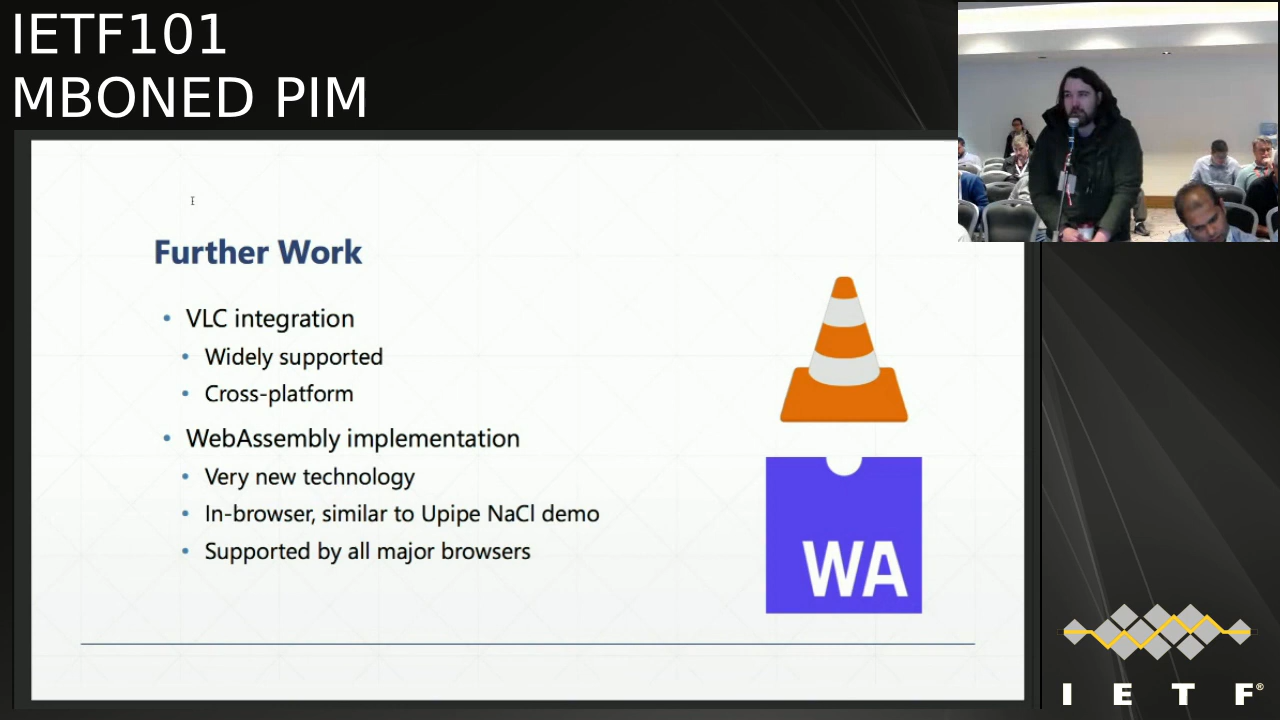 IETF101
MBONED PIM
Further Work
• VLC integration
• Widely supported
• Cross-platform
• WebAssembly implementation
• Very new technology
• In-browser, similar to Upipe NaCl demo
• Supported by all major browsers
WA
I E T F®